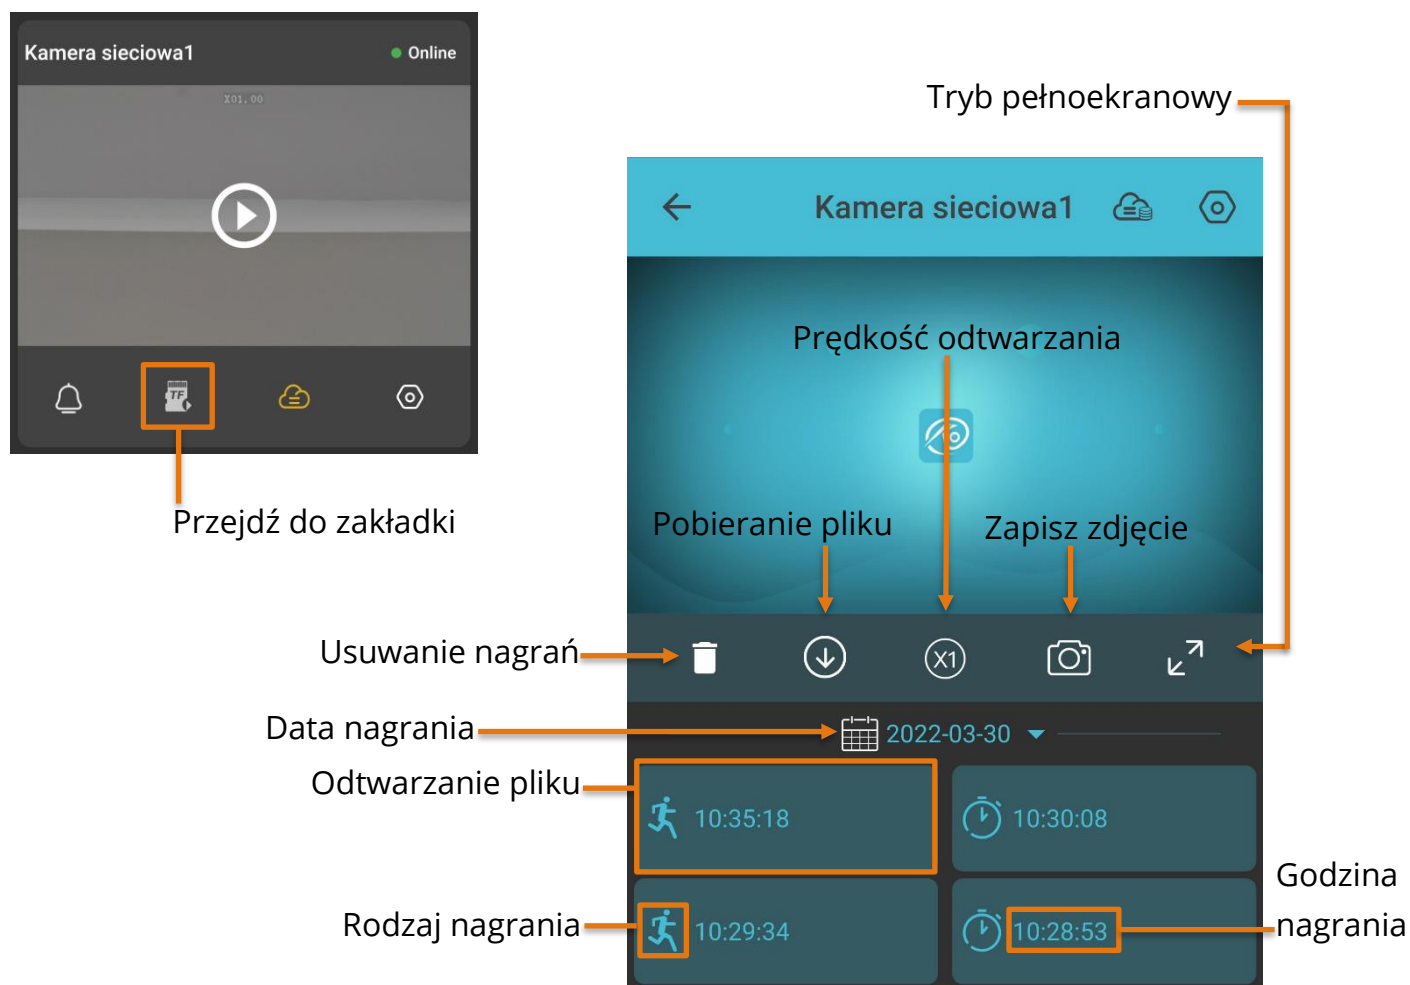 Kamera sieciowa1
Online
X01.00
TF
Przejdź do zakładki
Tryb pełnoekranowy
Kamera sieciowa1
Prędkość odtwarzania
Pobieranie pliku
Zapisz zdjęcie
Usuwanie nagrań
X1
Data nagrania
2022-03-30
Odtwarzanie pliku
10:35:18
10:30:08
Rodzaj nagrania
10:29:34
10:28:53
Godzina
nagrania